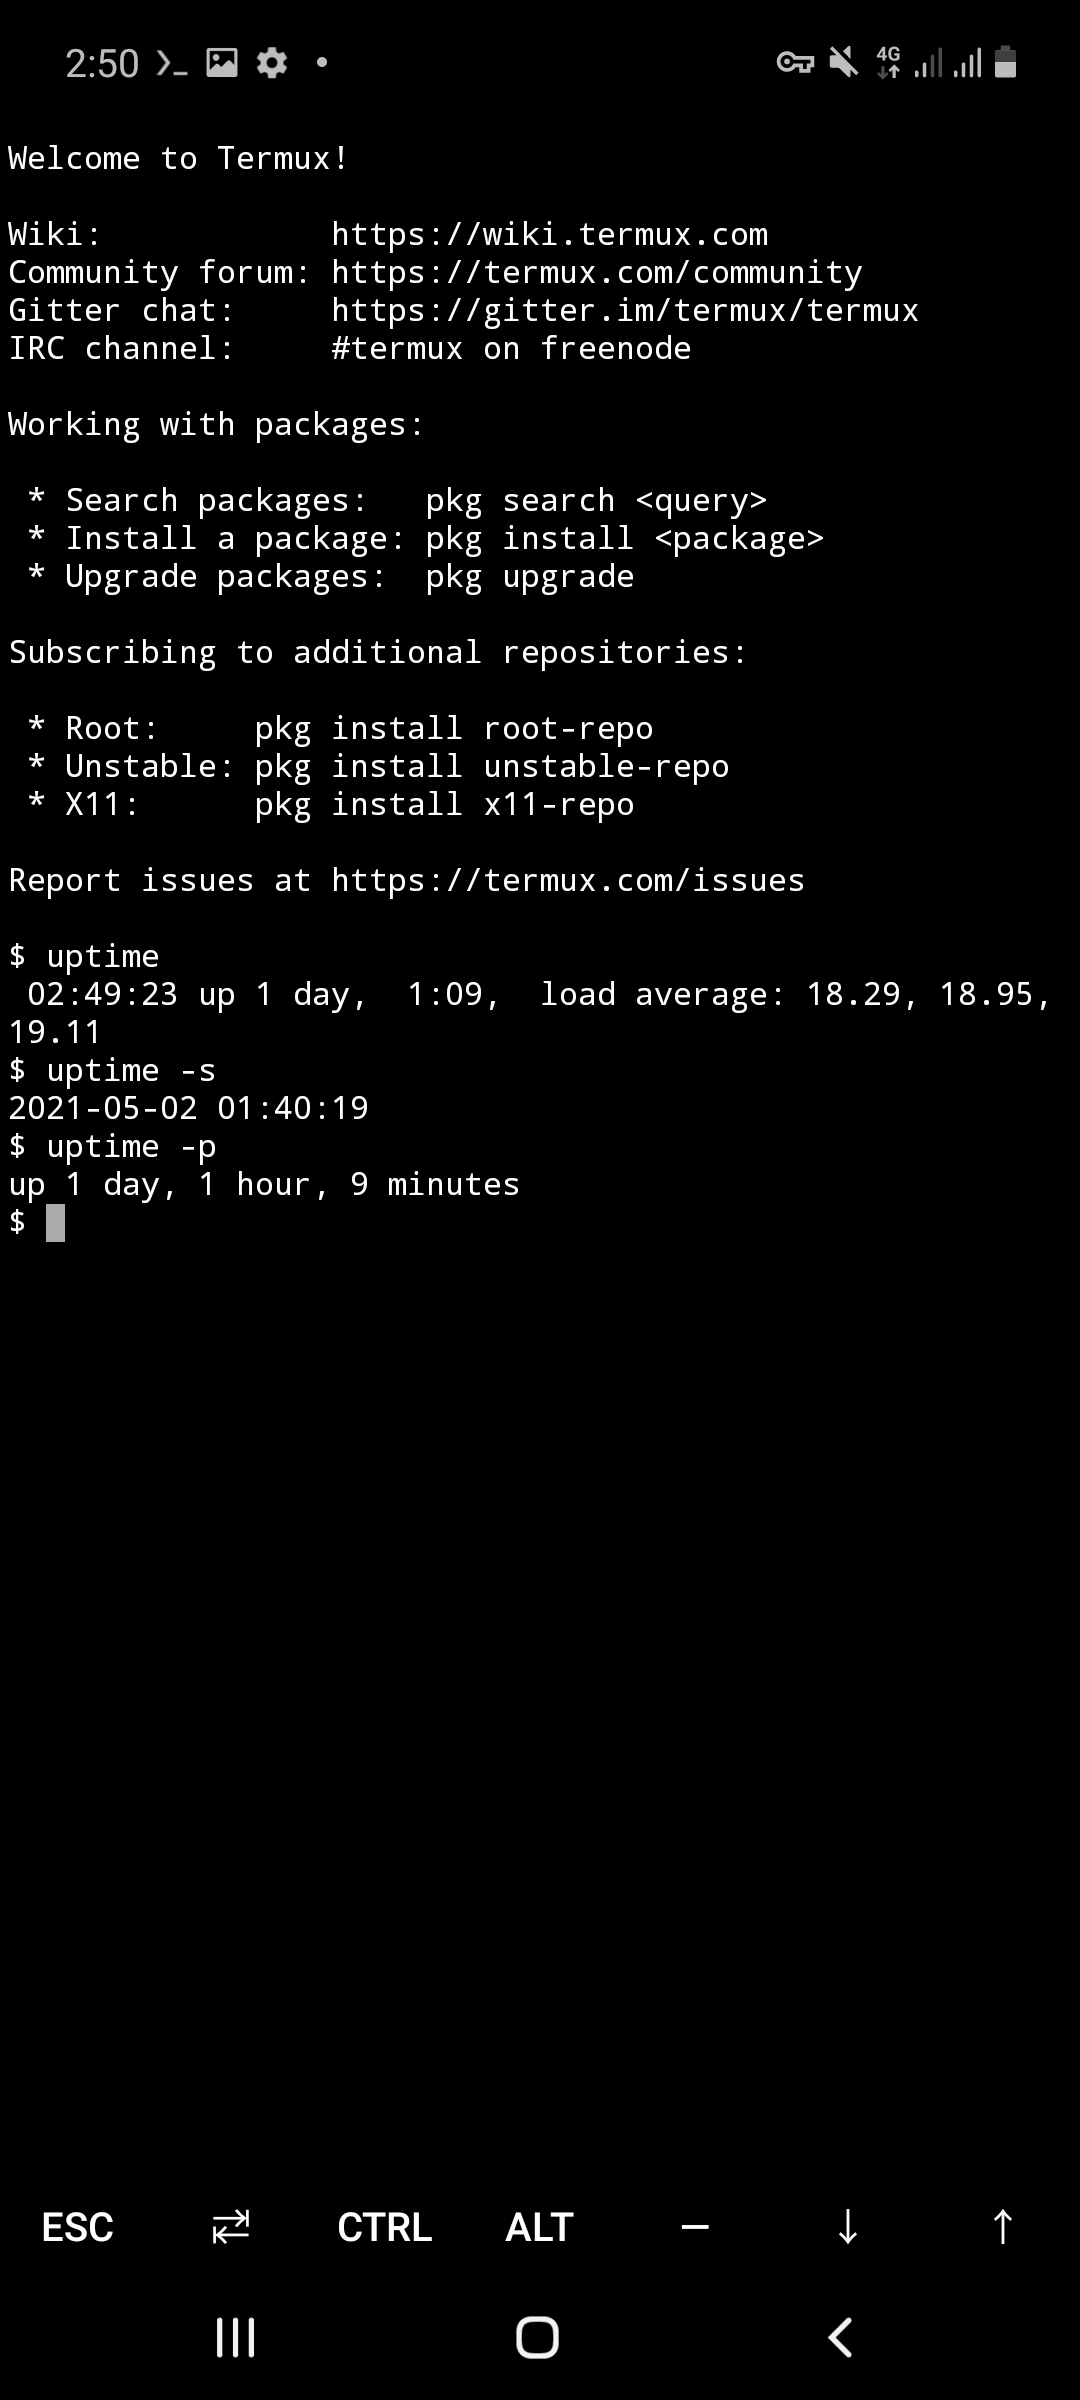 2:50
4G
Welcome to Termux!
Wiki:            https://wiki.termux.com
Community forum: https://termux.com/community
Gitter chat:     https://gitter.im/termux/termux
IRC channel:     #termux on freenode
Working with packages:
 * Search packages:   pkg search <query>
 * Install a package: pkg install <package>
 * Upgrade packages:  pkg upgrade
Subscribing to additional repositories:
 * Root:     pkg install root-repo
 * Unstable: pkg install unstable-repo
 * X11:      pkg install x11-repo
Report issues at https://termux.com/issues
$ uptime
 02:49:23 up 1 day,  1:09,  load average: 18.29, 18.95,
19.11
$ uptime -s
2021-05-02 01:40:19
$ uptime -p
up 1 day, 1 hour, 9 minutes
$
ESC ⇄ CTRL ALT — ↓ ↑